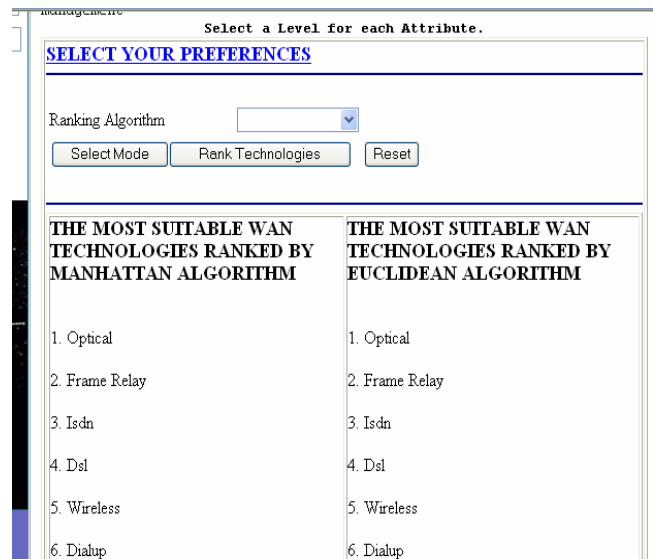 management
Select a Level for each Attribute.
SELECT YOUR PREFERENCES
Ranking Algorithm
Select Mode Rank Technologies Reset
THE MOST SUITABLE WAN
TECHNOLOGIES RANKED BY
MANHATTAN ALGORITHM
1. Optical
2. Frame Relay
3. Isdn
4. Dsl
5. Wireless
6. Dialup
THE MOST SUITABLE WAN
TECHNOLOGIES RANKED BY
EUCLIDEAN ALGORITHM
1. Optical
2. Frame Relay
3. Isdn
4. Dsl
5. Wireless
6. Dialup